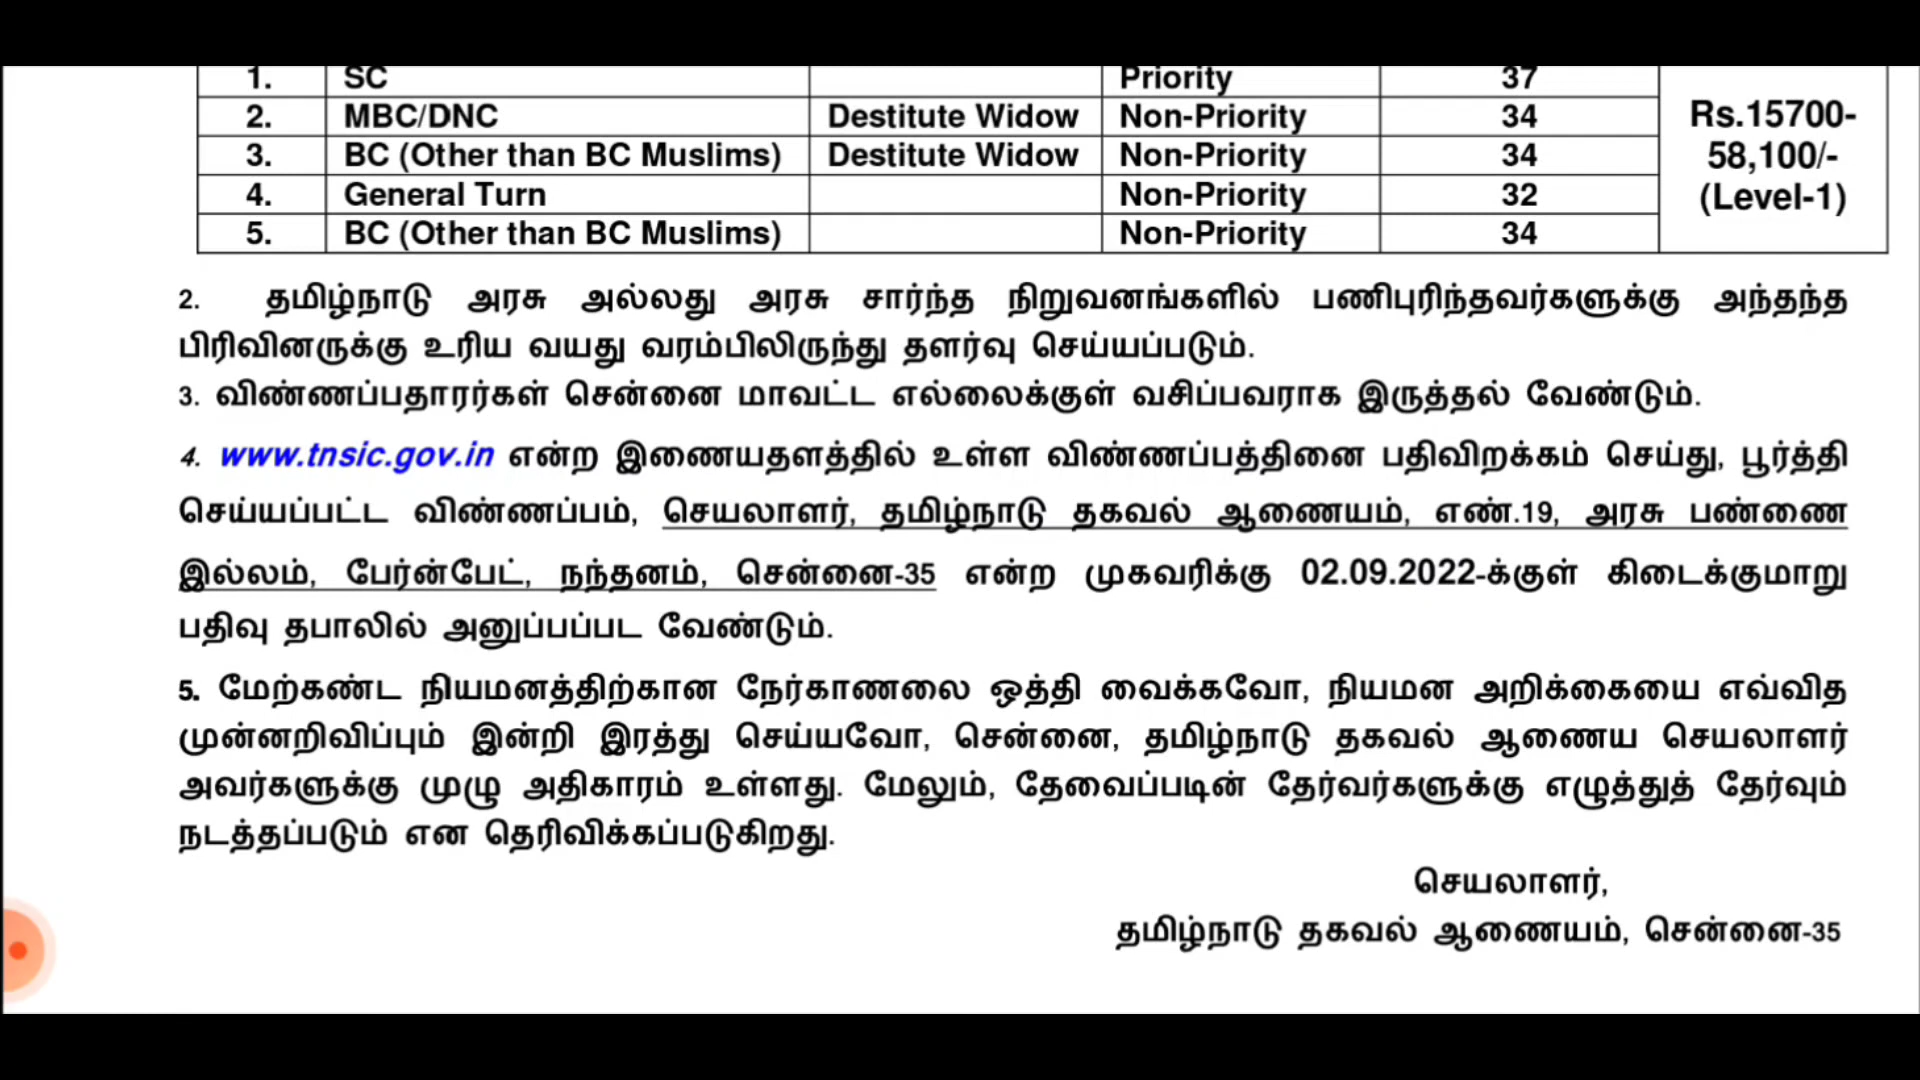 1. SC Priority 37
2. MBC/DNC Destitute Widow Non-Priority 34
3. BC (Other than BC Muslims) Destitute Widow Non-Priority 34
4. General Turn Non-Priority 32
5. BC (Other than BC Muslims) Non-Priority 34
Rs.15700-
58,100/-
(Level-1)
2. தமிழ்நாடு அரசு அல்லது அரசு சார்ந்த நிறுவனங்களில் பணிபுரிந்தவர்களுக்கு அந்தந்த
பிரிவினருக்கு உரிய வயது வரம்பிலிருந்து தளர்வு செய்யப்படும்.
3. விண்ணப்பதாரர்கள் சென்னை மாவட்ட எல்லைக்குள் வசிப்பவராக இருத்தல் வேண்டும்.
4. www.tnsic.gov.in என்ற இணையதளத்தில் உள்ள விண்ணப்பத்தினை பதிவிறக்கம் செய்து, பூர்த்தி
செய்யப்பட்ட விண்ணப்பம், செயலாளர், தமிழ்நாடு தகவல் ஆணையம், எண்.19, அரசு பண்ணை
இல்லம், பேர்ன்பேட், நந்தனம், சென்னை-35 என்ற முகவரிக்கு 02.09.2022-க்குள் கிடைக்குமாறு
பதிவு தபாலில் அனுப்பப்பட வேண்டும்.
5. மேற்கண்ட நியமனத்திற்கான நேர்காணலை ஒத்தி வைக்கவோ, நியமன அறிக்கையை எவ்வித
முன்னறிவிப்பும் இன்றி இரத்து செய்யவோ, சென்னை, தமிழ்நாடு தகவல் ஆணைய செயலாளர்
அவர்களுக்கு முழு அதிகாரம் உள்ளது. மேலும், தேவைப்படின் தேர்வர்களுக்கு எழுத்துத் தேர்வும்
நடத்தப்படும் என தெரிவிக்கப்படுகிறது.
செயலாளர்,
தமிழ்நாடு தகவல் ஆணையம், சென்னை-35